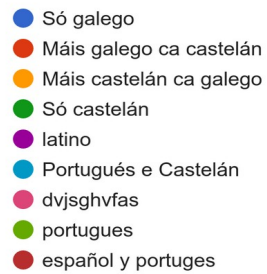 Só galego
Máis galego ca castelán
Máis castelán ca galego
Só castelán
latino
Portugués e Castelán
dvjsghvfas
portugues
español y portuges